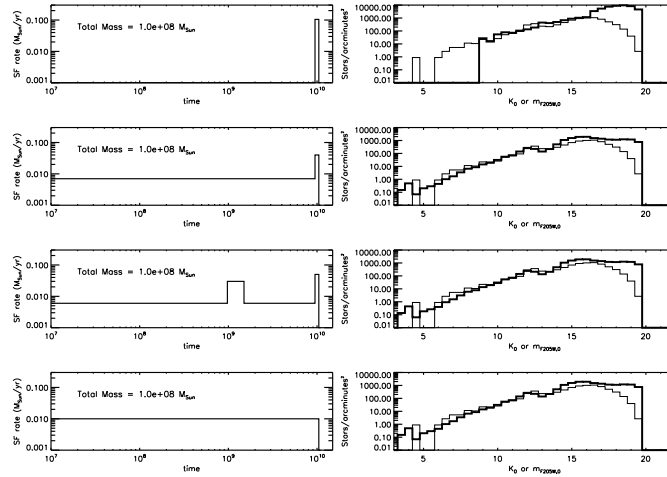 SF rate (M_Sun/yr)
0.100
0.010
0.001
Total Mass = 1.0e+08 M_Sun
10^7 10^8 10^9 10^10
time
Stars/arcminutes²
10000.00
1000.00
100.00
10.00
1.00
0.10
0.01
5 10 15 20
K_0 or m_F205W,0
SF rate (M_Sun/yr)
0.100
0.010
0.001
Total Mass = 1.0e+08 M_Sun
10^7 10^8 10^9 10^10
time
Stars/arcminutes²
10000.00
1000.00
100.00
10.00
1.00
0.10
0.01
5 10 15 20
K_0 or m_F205W,0
SF rate (M_Sun/yr)
0.100
0.010
0.001
Total Mass = 1.0e+08 M_Sun
10^7 10^8 10^9 10^10
time
Stars/arcminutes²
10000.00
1000.00
100.00
10.00
1.00
0.10
0.01
5 10 15 20
K_0 or m_F205W,0
SF rate (M_Sun/yr)
0.100
0.010
0.001
Total Mass = 1.0e+08 M_Sun
10^7 10^8 10^9 10^10
time
Stars/arcminutes²
10000.00
1000.00
100.00
10.00
1.00
0.10
0.01
5 10 15 20
K_0 or m_F205W,0